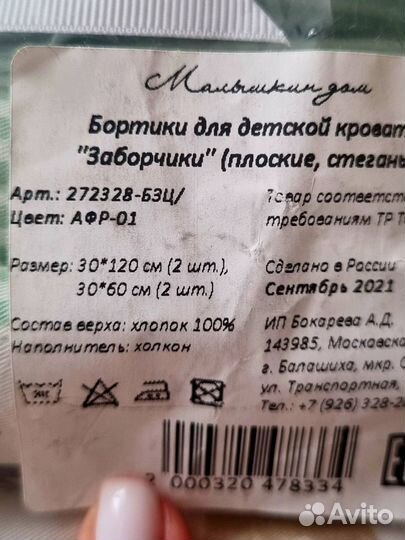 Малышкин дом
Бортики для детской кроват
"Заборчики" (плоские, стеганы
Арт.: 272328-БЗЦ/
Цвет: АФР-01
Размер: 30*120 см (2 шт.),
30*60 см (2 шт.)
Состав верха: хлопок 100%
Наполнитель: холкон
Товар соответств
требованиям ТР Т
Сделано в России
Сентябрь 2021
ИП Бокарева А.Д.
143985, Московска
г. Балашиха, мкр. С
ул. Транспортная,
Тел.: +7 (926) 328-2
2 000320 478334
Avito